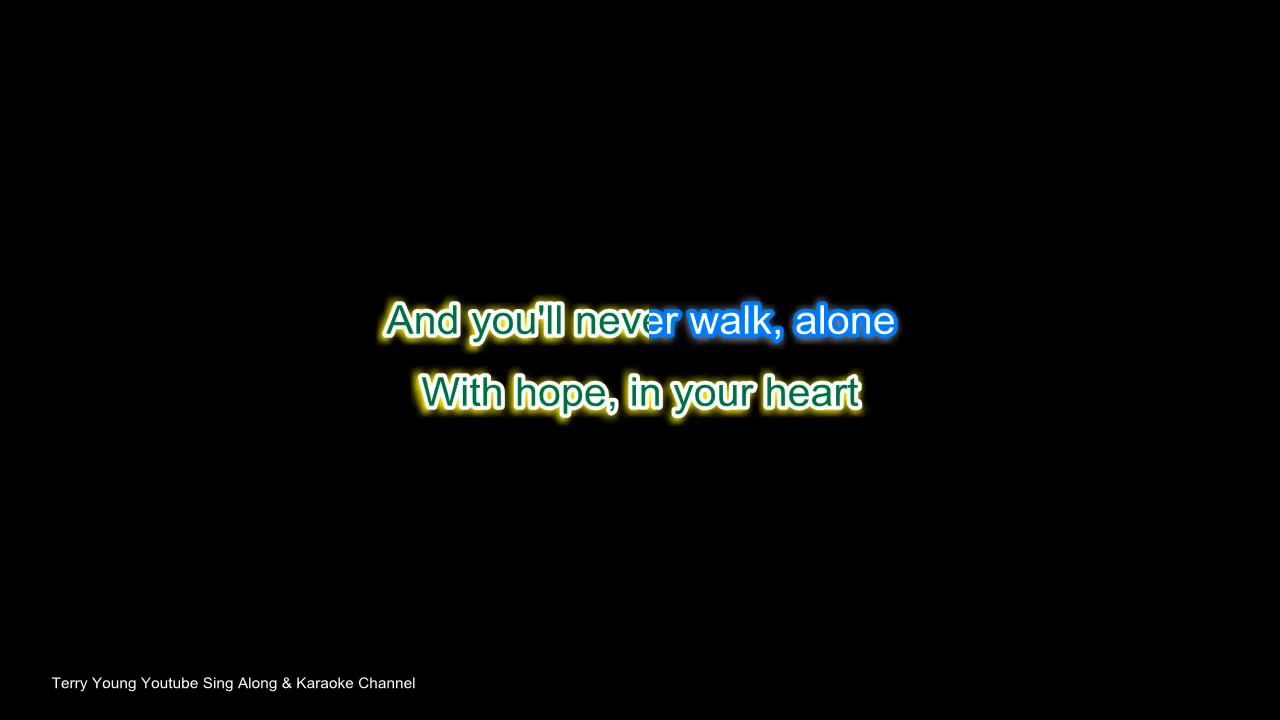 And you'll never walk, alone
With hope, in your heart
Terry Young Youtube Sing Along & Karaoke Channel